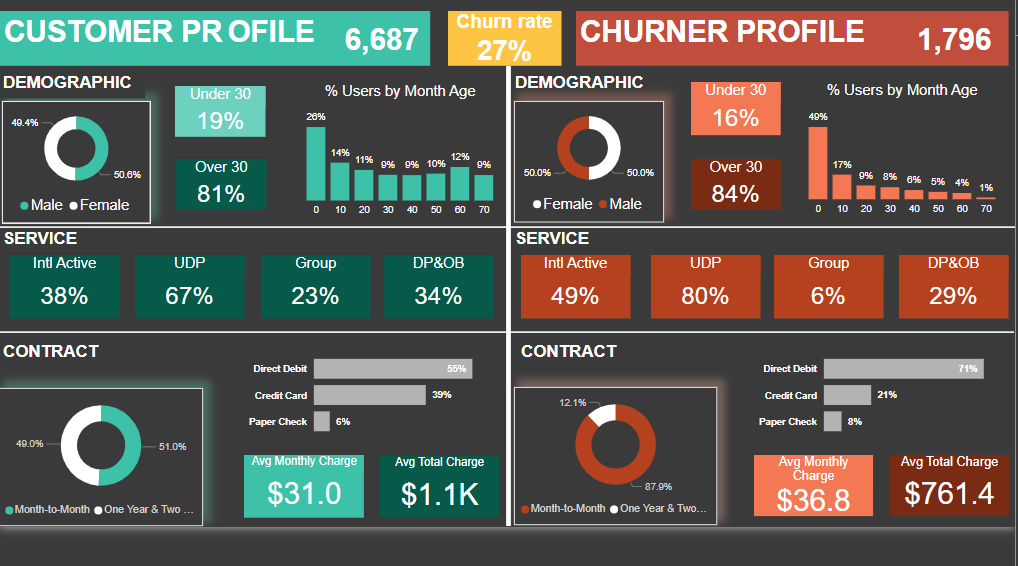 CUSTOMER PR OFILE 6,687
Churn rate
27%
CHURNER PROFILE 1,796
DEMOGRAPHIC
49.4%
50.6%
Male Female
Under 30
19%
Over 30
81%
% Users by Month Age
26% 14% 11% 9% 9% 10% 12% 9%
0 10 20 30 40 50 60 70
DEMOGRAPHIC
50.0% 50.0%
Female Male
Under 30
16%
Over 30
84%
% Users by Month Age
49% 17% 9% 8% 6% 5% 4% 1%
0 10 20 30 40 50 60 70
SERVICE
Intl Active
38%
UDP
67%
Group
23%
DP&OB
34%
SERVICE
Intl Active
49%
UDP
80%
Group
6%
DP&OB
29%
CONTRACT
49.0% 51.0%
Month-to-Month One Year & Two ...
Direct Debit 55%
Credit Card 39%
Paper Check 6%
Avg Monthly Charge
$31.0
Avg Total Charge
$1.1K
CONTRACT
12.1%
87.9%
Month-to-Month One Year & Two...
Direct Debit 71%
Credit Card 21%
Paper Check 8%
Avg Monthly
Charge
$36.8
Avg Total Charge
$761.4